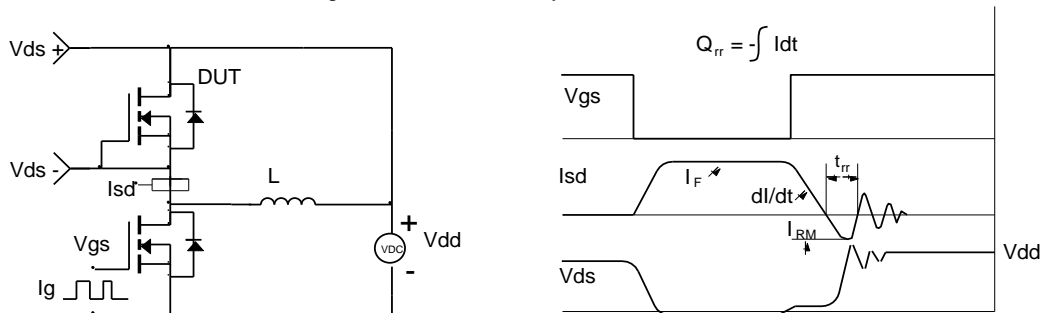 Vds +
DUT
Vds -
Isd
L
Vgs
Ig
VDC
+
-
Vdd
Qrr = -∫ Idt
Vgs
Isd
IF
trr
dI/dt
IRM
Vdd
Vds